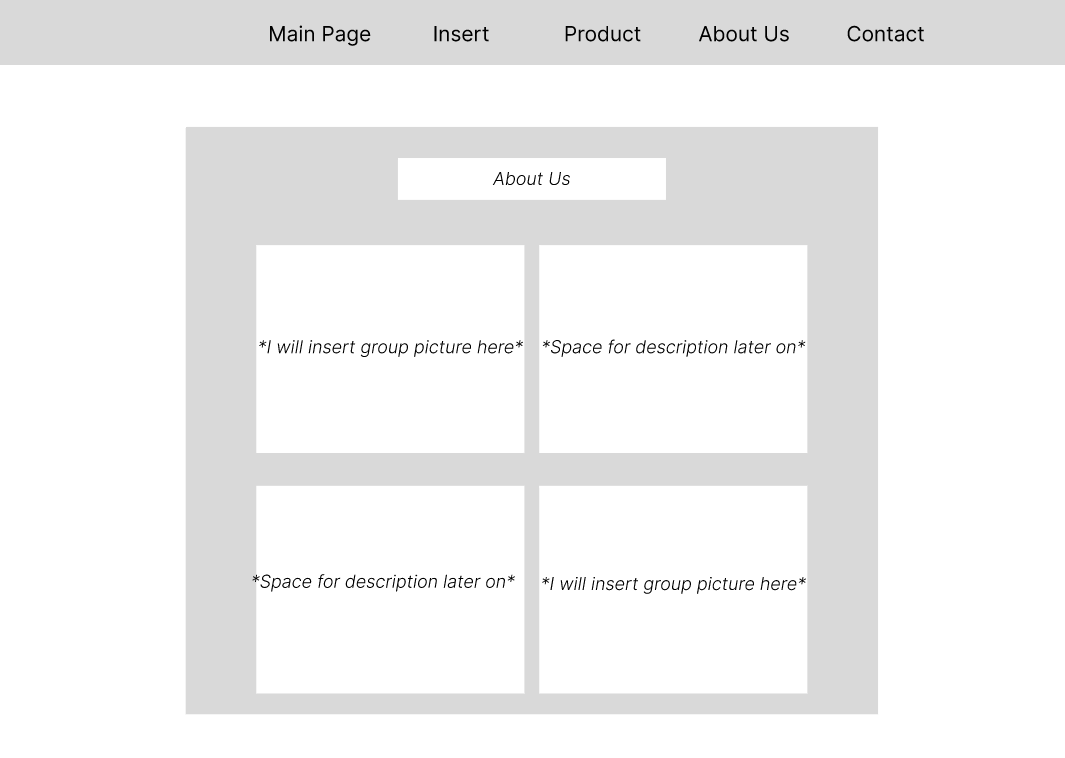 Main Page Insert Product About Us Contact
About Us
*I will insert group picture here* *Space for description later on*
*Space for description later on* *I will insert group picture here*